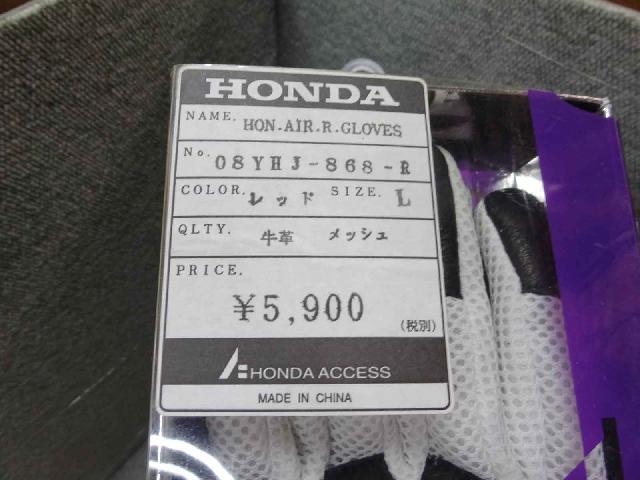 HONDA
NAME. HON.AIR.R.GLOVES
No. 08YHJ-868-R
COLOR. レッド SIZE. L
QLTY. 牛革 メッシュ
PRICE.
¥5,900
(税別)
HONDA ACCESS
MADE IN CHINA